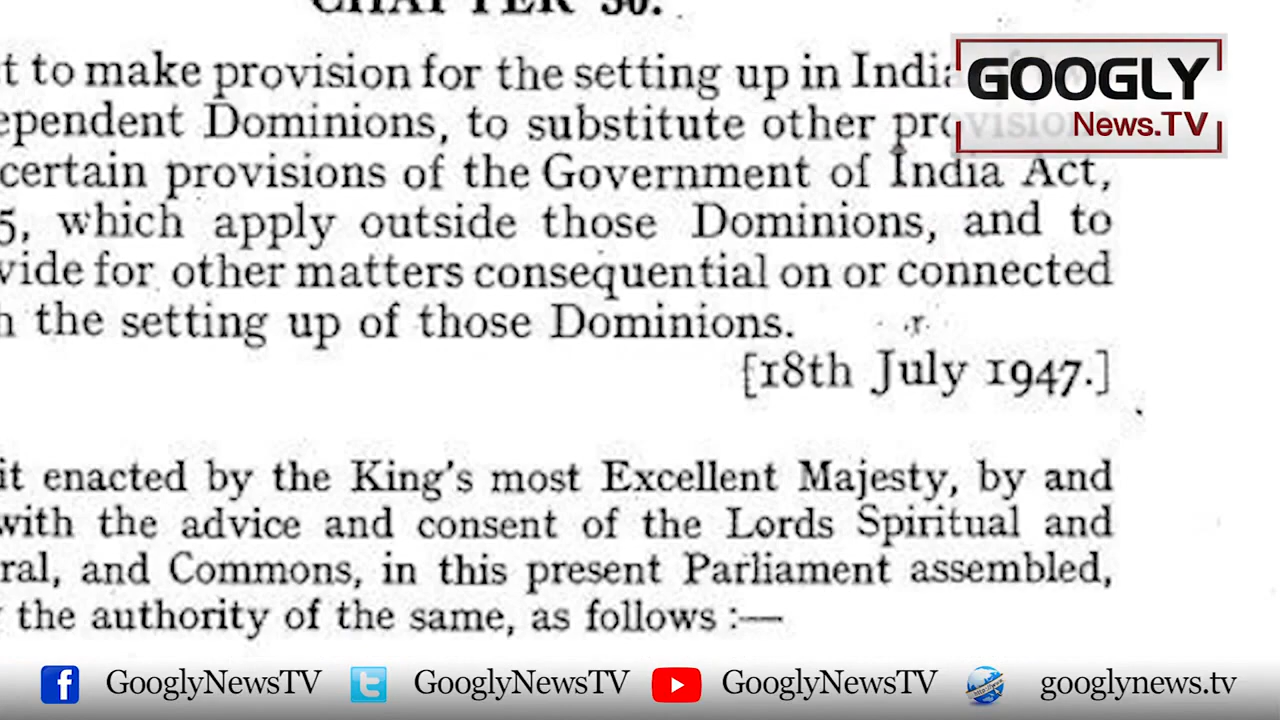 CHAPTER 30.
t to make provision for the setting up in India
ependent Dominions, to substitute other provisions
certain provisions of the Government of India Act,
5, which apply outside those Dominions, and to
vide for other matters consequential on or connected
h the setting up of those Dominions.
[18th July 1947.]
it enacted by the King's most Excellent Majesty, by and
with the advice and consent of the Lords Spiritual and
ral, and Commons, in this present Parliament assembled,
the authority of the same, as follows :—
GOOGLY
News.TV
GooglyNewsTV GooglyNewsTV GooglyNewsTV googlynews.tv